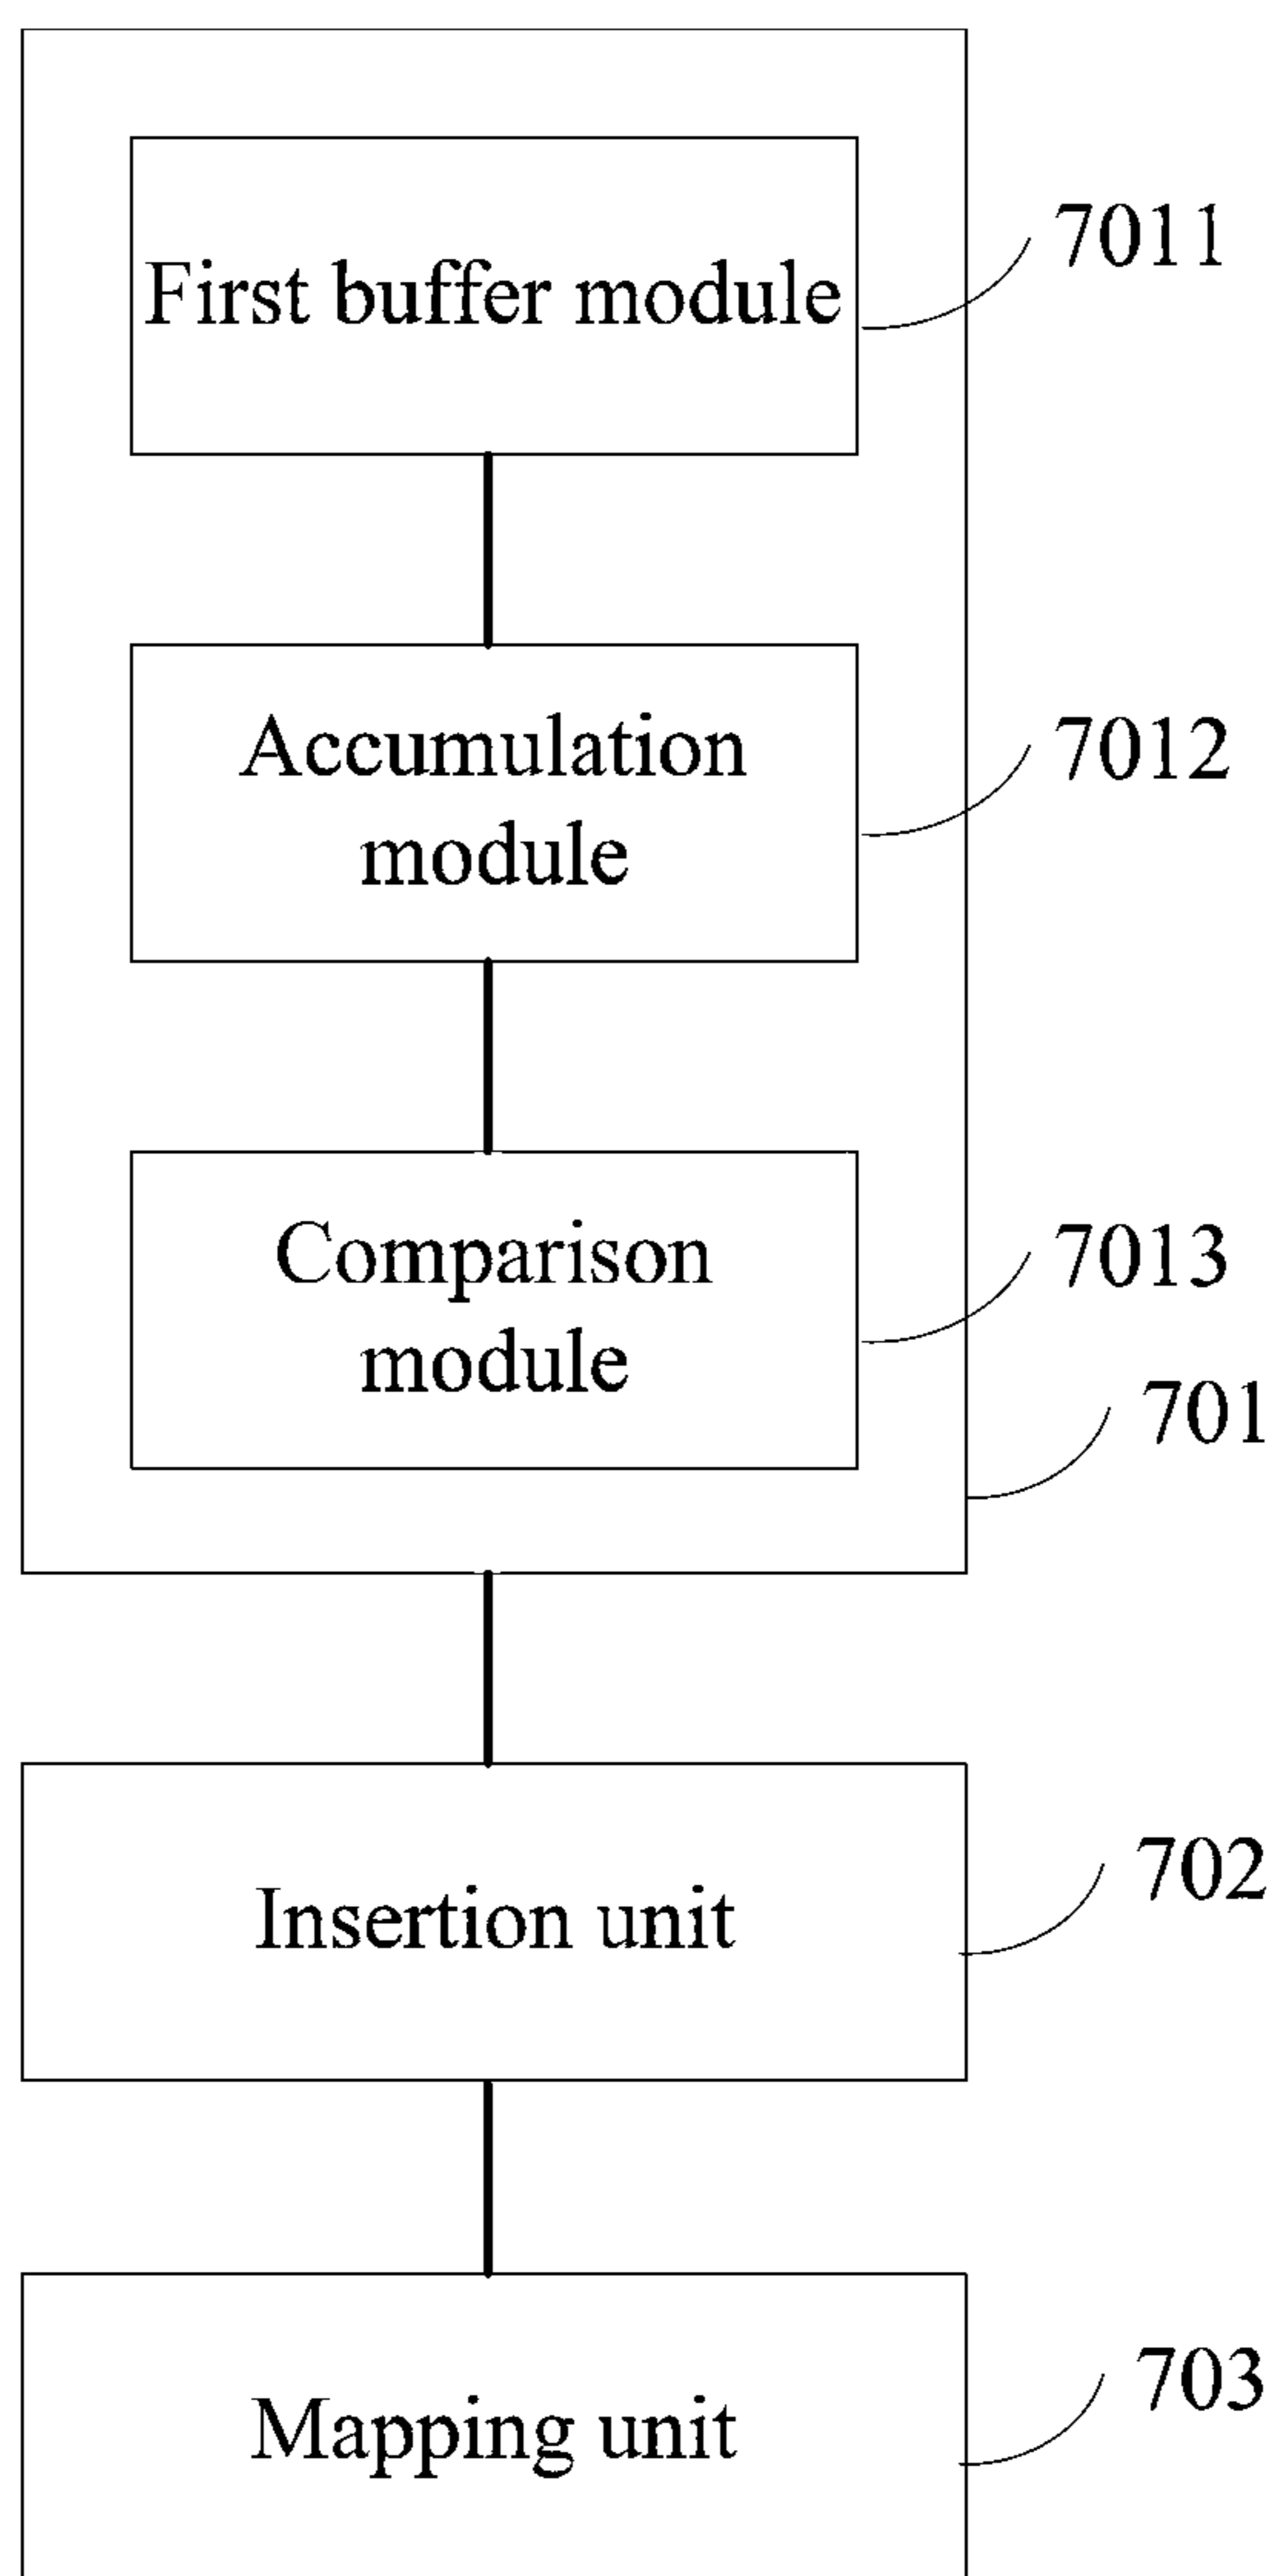 First buffer module
7011
Accumulation
module
7012
Comparison
module
7013
701
Insertion unit
702
Mapping unit
703